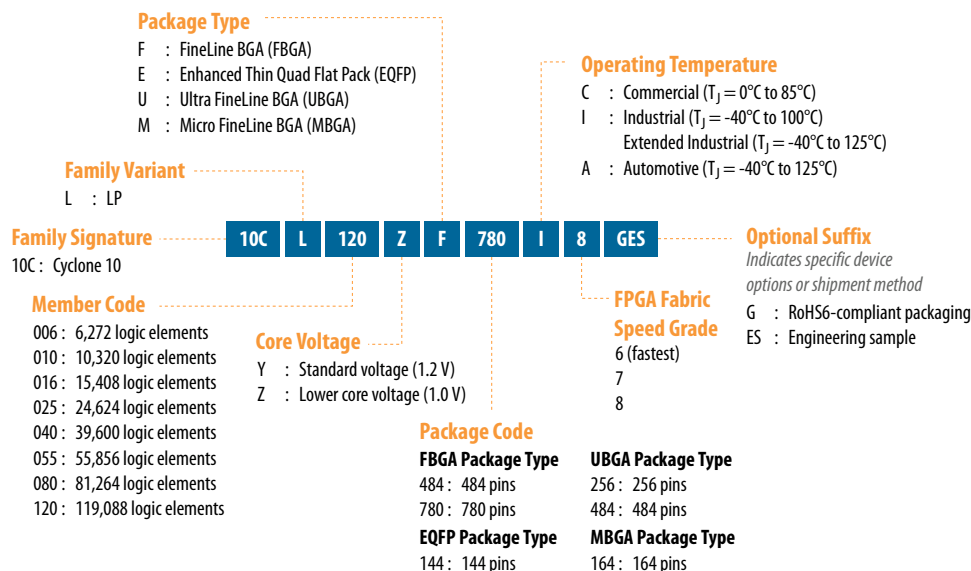 Package Type
F : FineLine BGA (FBGA)
E : Enhanced Thin Quad Flat Pack (EQFP)
U : Ultra FineLine BGA (UBGA)
M : Micro FineLine BGA (MBGA)
Operating Temperature
C : Commercial (TJ = 0°C to 85°C)
I : Industrial (TJ = -40°C to 100°C)
Extended Industrial (TJ = -40°C to 125°C)
A : Automotive (TJ = -40°C to 125°C)
Family Variant
L : LP
Family Signature
10C : Cyclone 10
10C L 120 Z F 780 I 8 GES
Optional Suffix
Indicates specific device
options or shipment method
G : RoHS6-compliant packaging
ES : Engineering sample
Member Code
006 : 6,272 logic elements
010 : 10,320 logic elements
016 : 15,408 logic elements
025 : 24,624 logic elements
040 : 39,600 logic elements
055 : 55,856 logic elements
080 : 81,264 logic elements
120 : 119,088 logic elements
Core Voltage
Y : Standard voltage (1.2 V)
Z : Lower core voltage (1.0 V)
FPGA Fabric
Speed Grade
6 (fastest)
7
8
Package Code
FBGA Package Type
484 : 484 pins
780 : 780 pins
EQFP Package Type
144 : 144 pins
UBGA Package Type
256 : 256 pins
484 : 484 pins
MBGA Package Type
164 : 164 pins